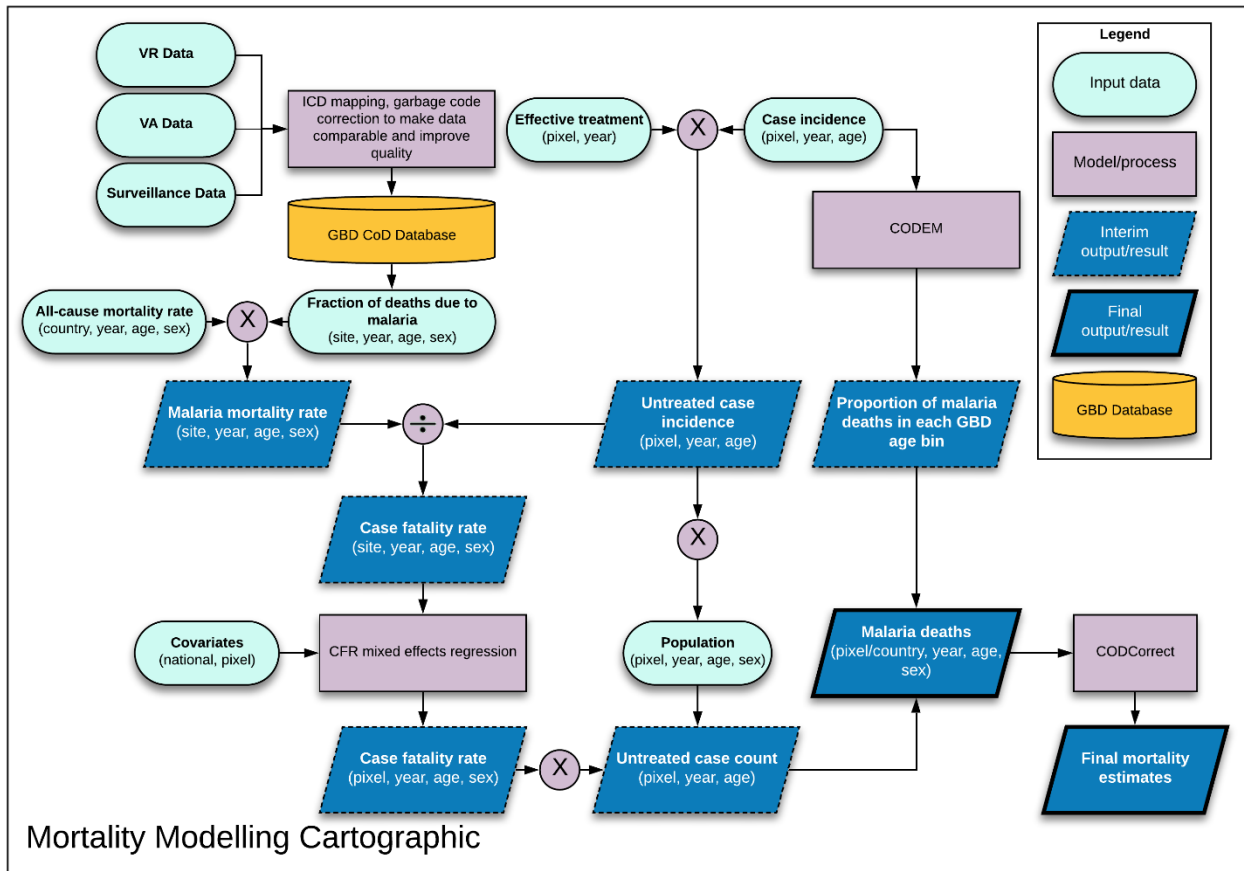 VR Data
VA Data
Surveillance Data
ICD mapping, garbage code
correction to make data
comparable and improve
quality
GBD CoD Database
All-cause mortality rate
(country, year, age, sex)
X
Fraction of deaths due to
malaria
(site, year, age, sex)
Effective treatment
(pixel, year)
X
Case incidence
(pixel, year, age)
CODEM
Malaria mortality rate
(site, year, age, sex)
÷
Untreated case
incidence
(pixel, year, age)
Proportion of malaria
deaths in each GBD
age bin
Case fatality rate
(site, year, age, sex)
X
Covariates
(national, pixel)
CFR mixed effects regression
Population
(pixel, year, age, sex)
Malaria deaths
(pixel/country, year, age,
sex)
CODCorrect
Case fatality rate
(pixel, year, age, sex)
X
Untreated case count
(pixel, year, age)
Final mortality
estimates
Legend
Input data
Model/process
Interim
output/result
Final
output/result
GBD Database
Mortality Modelling Cartographic